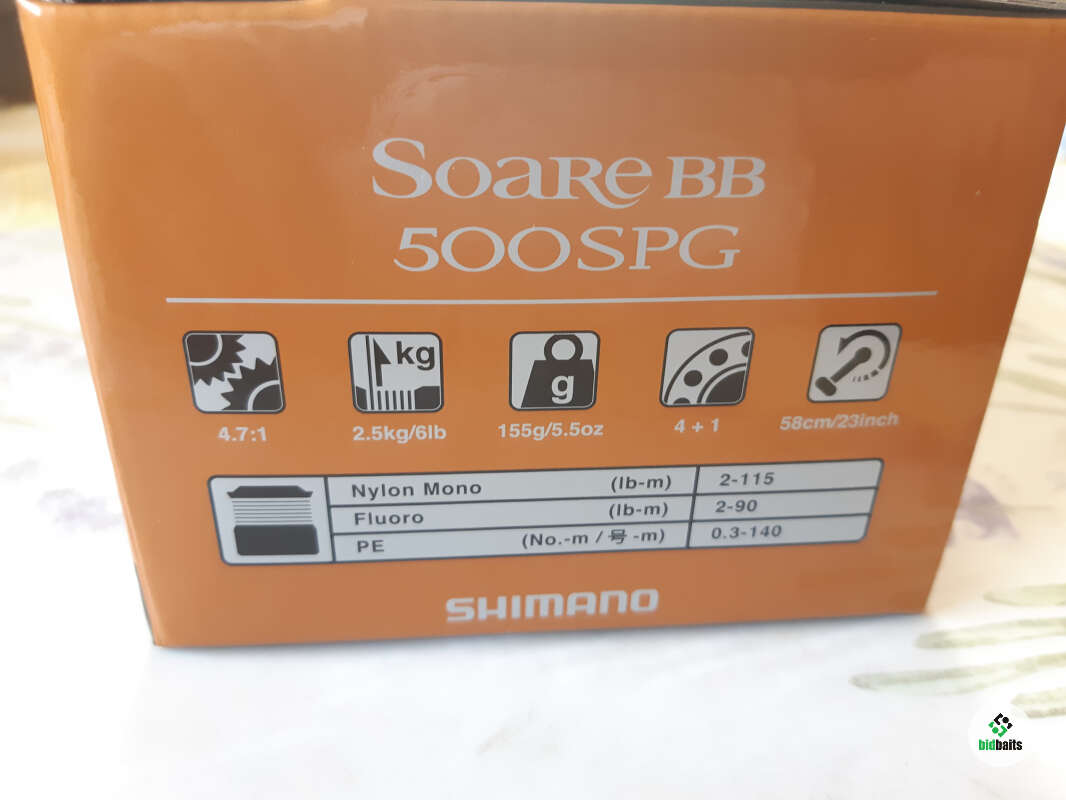 SoaRe BB
500SPG
kg
g
4.7:1 2.5kg/6lb 155g/5.5oz 4 + 1 58cm/23inch
Nylon Mono (lb-m) 2-115
Fluoro (lb-m) 2-90
PE (No.-m / 号 -m) 0.3-140
SHIMANO
bidbaits